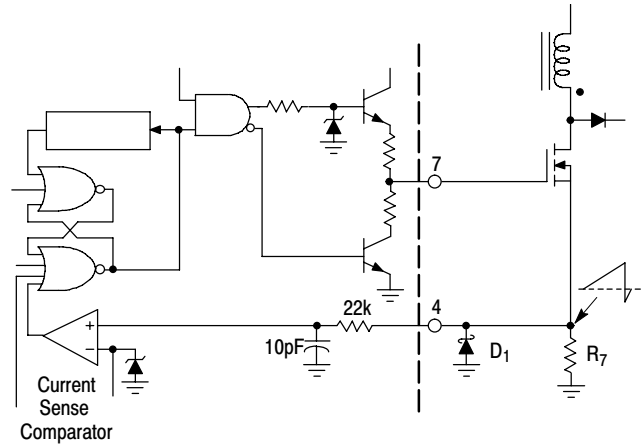 7
22k
4
+
10pF
−
D1
R7
Current
Sense
Comparator